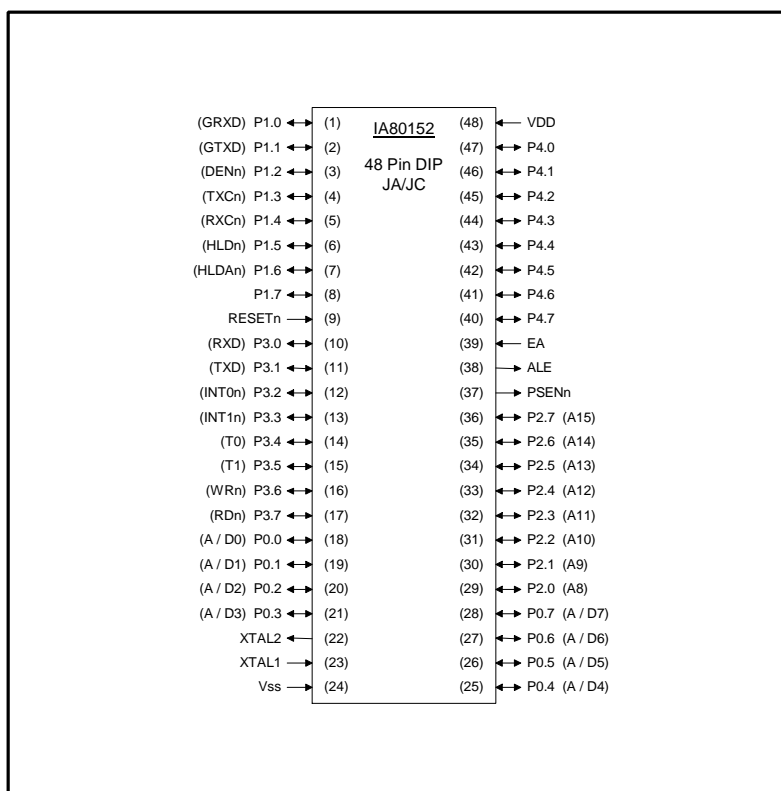 (GRXD) P1.0 (1) IA80152 (48) VDD
(GTXD) P1.1 (2) (47) P4.0
48 Pin DIP
(DENn) P1.2 (3) (46) P4.1
JA/JC
(TXCn) P1.3 (4) (45) P4.2
(RXCn) P1.4 (5) (44) P4.3
(HLDn) P1.5 (6) (43) P4.4
(HLDAn) P1.6 (7) (42) P4.5
P1.7 (8) (41) P4.6
RESETn (9) (40) P4.7
(RXD) P3.0 (10) (39) EA
(TXD) P3.1 (11) (38) ALE
(INT0n) P3.2 (12) (37) PSENn
(INT1n) P3.3 (13) (36) P2.7 (A15)
(T0) P3.4 (14) (35) P2.6 (A14)
(T1) P3.5 (15) (34) P2.5 (A13)
(WRn) P3.6 (16) (33) P2.4 (A12)
(RDn) P3.7 (17) (32) P2.3 (A11)
(A / D0) P0.0 (18) (31) P2.2 (A10)
(A / D1) P0.1 (19) (30) P2.1 (A9)
(A / D2) P0.2 (20) (29) P2.0 (A8)
(A / D3) P0.3 (21) (28) P0.7 (A / D7)
XTAL2 (22) (27) P0.6 (A / D6)
XTAL1 (23) (26) P0.5 (A / D5)
Vss (24) (25) P0.4 (A / D4)